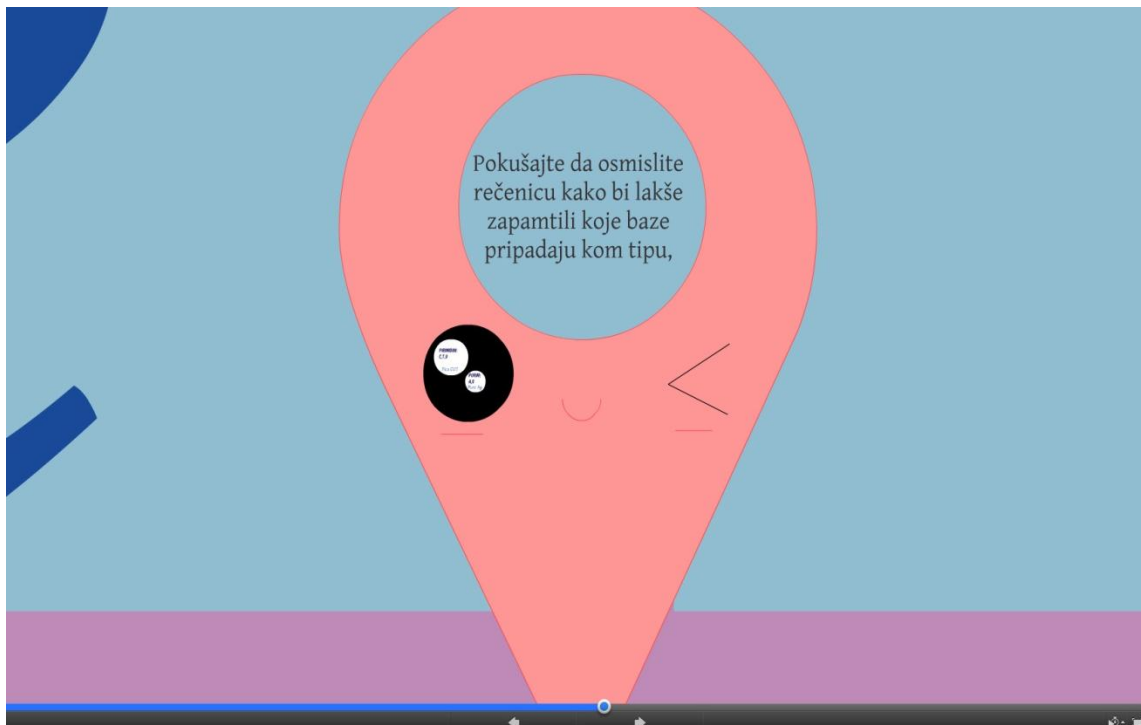 Pokušajte da osmislite
rečenicu kako bi lakše
zapamtili koje baze
pripadaju kom tipu,
C,T,U
A,G